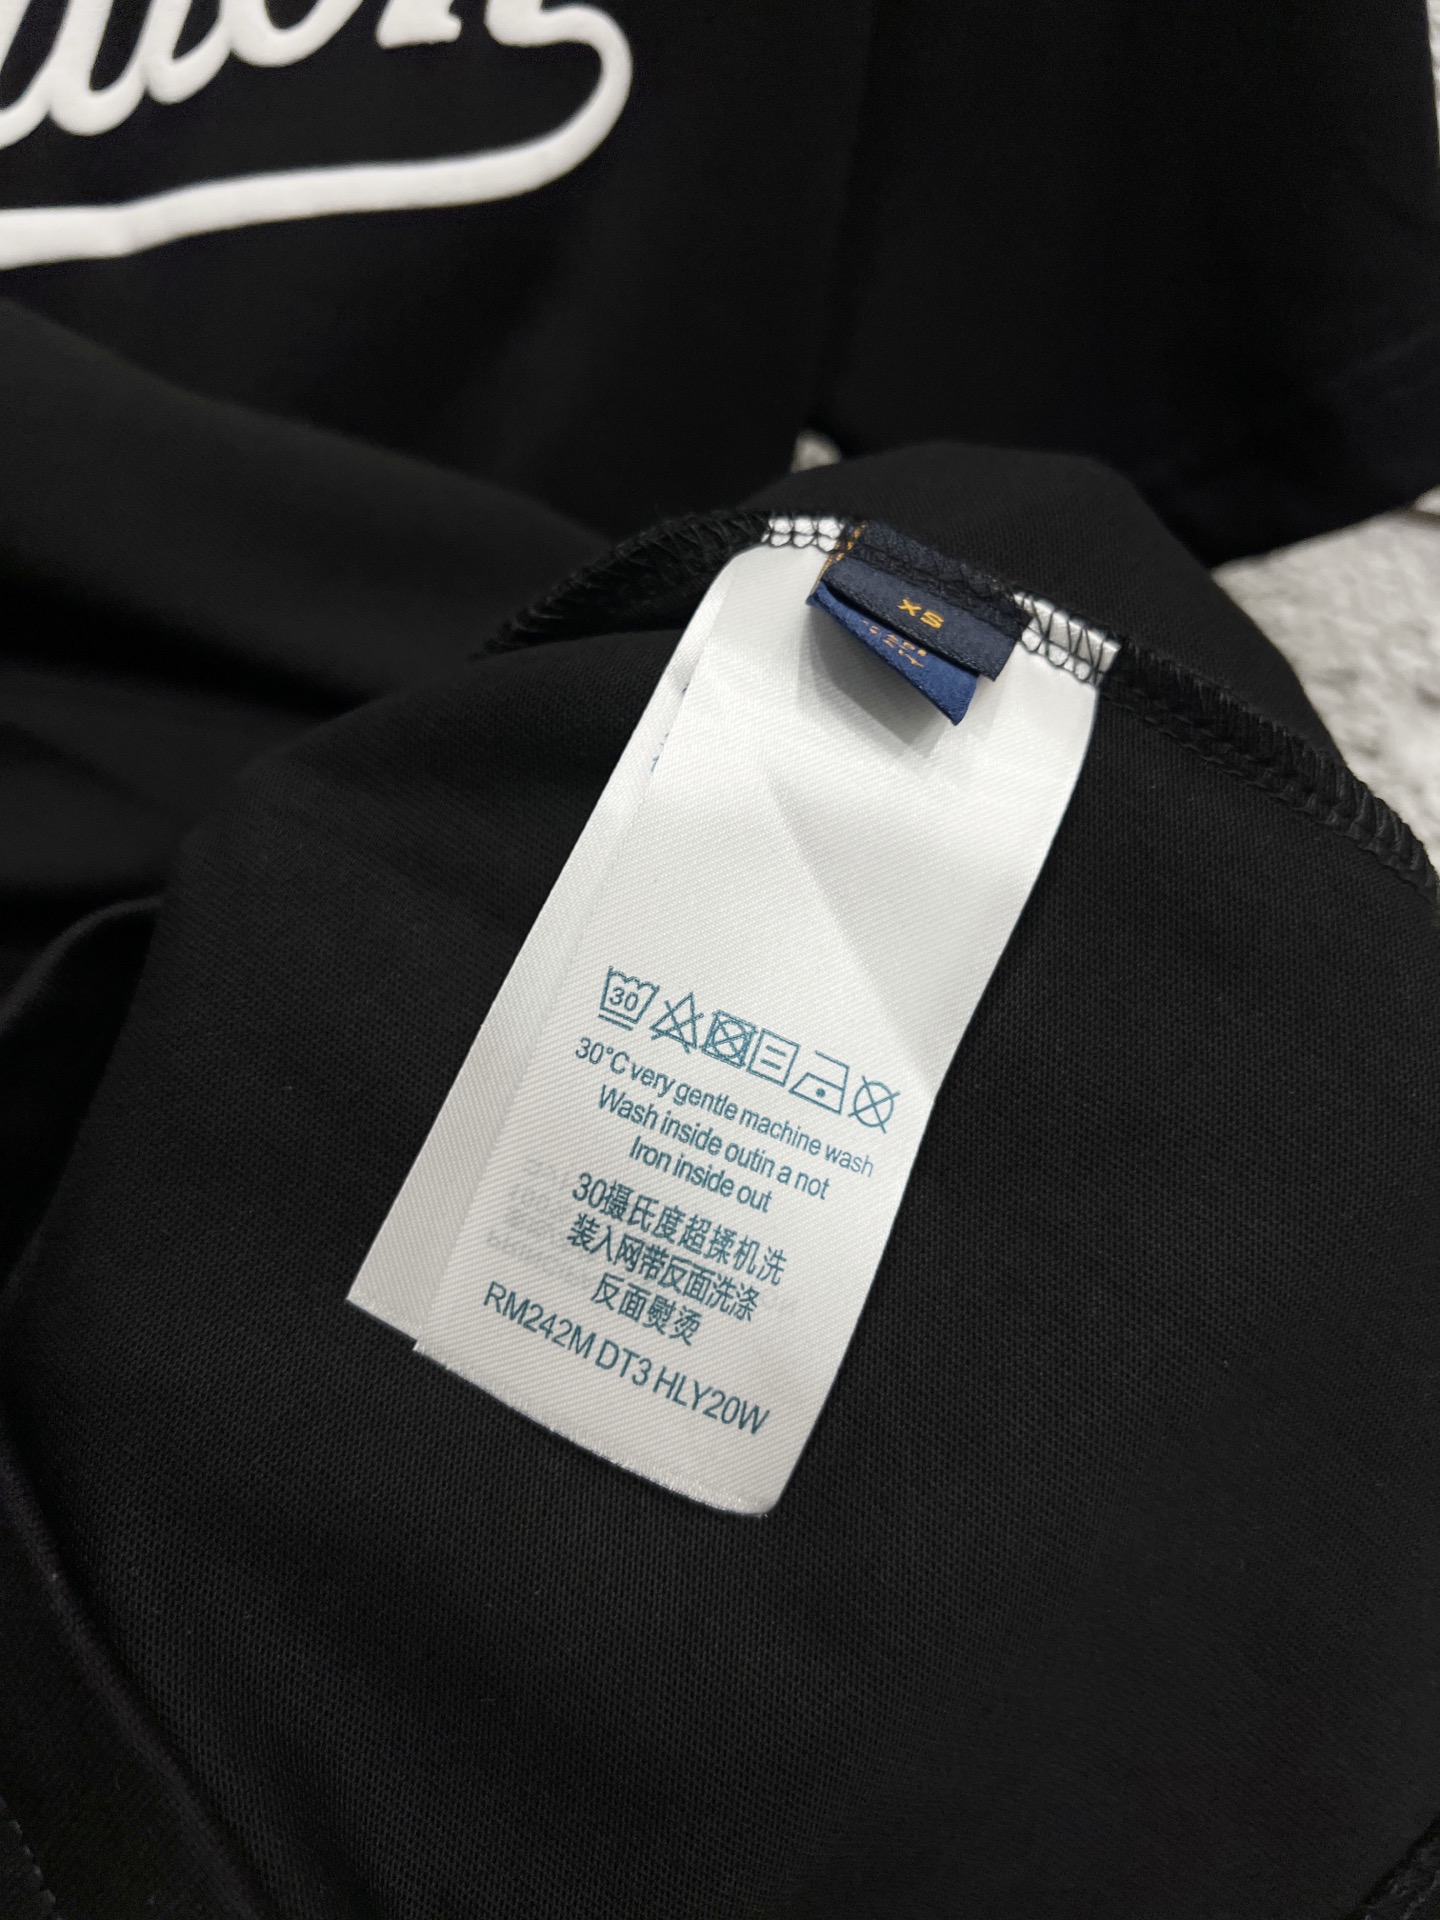 XS
30
30°C very gentle machine wash
Wash inside outin a not
Iron inside out
30摄氏度超揉机洗
装入网带反面洗涤
反面熨烫
RM242M DT3 HLY20W